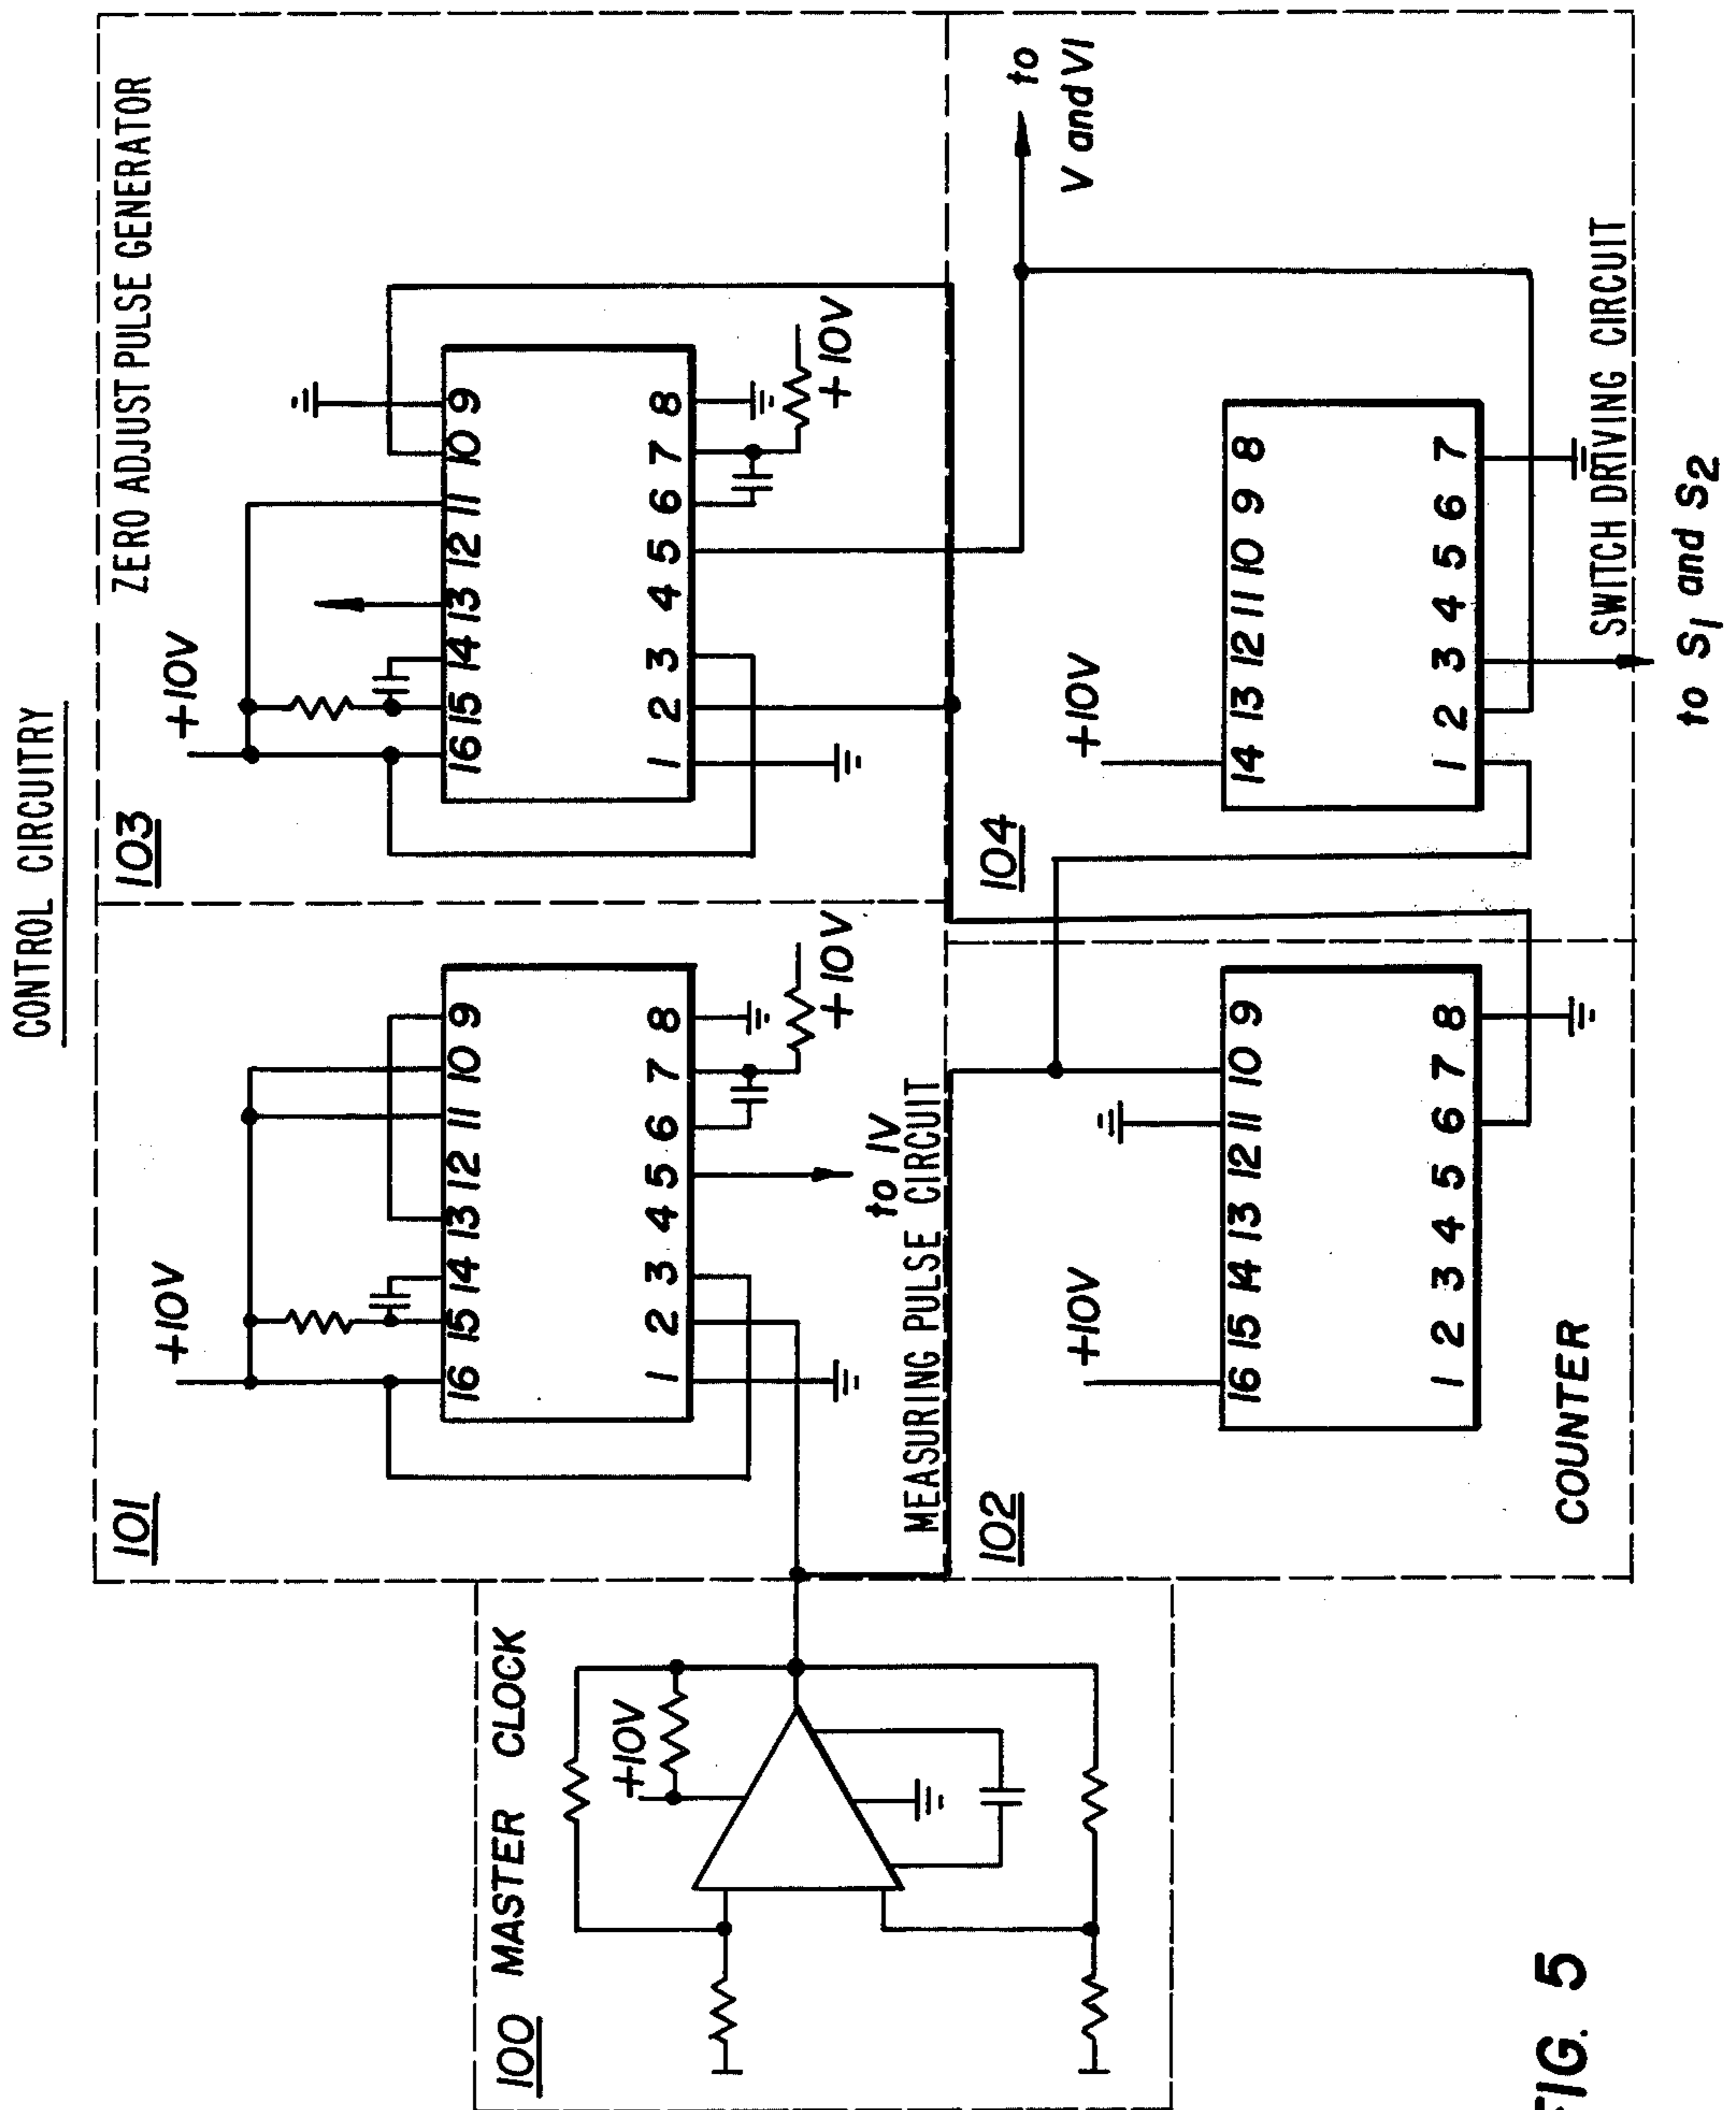 CONTROL CIRCUITRY
101
+10V
16 15 14 13 12 11 10 9
1 2 3 4 5 6 7 8
+10V
to IV
MEASURING PULSE CIRCUIT
103
ZERO ADJUST PULSE GENERATOR
+10V
16 15 14 13 12 11 10 9
1 2 3 4 5 6 7 8
+10V
to
V and VI
100 MASTER CLOCK
+10V
102
+10V
16 15 14 13 12 11 10 9
1 2 3 4 5 6 7 8
COUNTER
104
+10V
14 13 12 11 10 9 8
1 2 3 4 5 6 7
SWITCH DRIVING CIRCUIT
to S1 and S2
FIG. 5